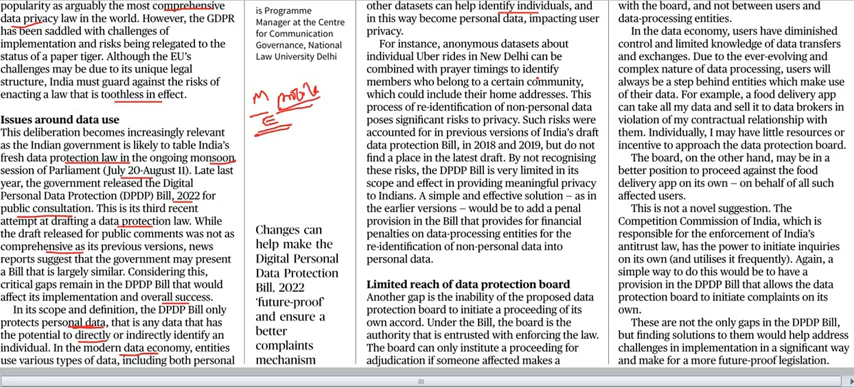 popularity as arguably the most comprehensive
data privacy law in the world. However, the GDPR
has been saddled with challenges of
implementation and risks being relegated to the
status of a paper tiger. Although the EU's
challenges may be due to its unique legal
structure, India must guard against the risks of
enacting a law that is toothless in effect.
Issues around data use
This deliberation becomes increasingly relevant
as the Indian government is likely to table India's
fresh data protection law in the ongoing monsoon
session of Parliament (July 20-August 11). Late last
year, the government released the Digital
Personal Data Protection (DPDP) Bill, 2022 for
public consultation. This is its third recent
attempt at drafting a data protection law. While
the draft released for public comments was not as
comprehensive as its previous versions, news
reports suggest that the government may present
a Bill that is largely similar. Considering this,
critical gaps remain in the DPDP Bill that would
affect its implementation and overall success.
In its scope and definition, the DPDP Bill only
protects personal data, that is any data that has
the potential to directly or indirectly identify an
individual. In the modern data economy, entities
use various types of data, including both personal
is Programme
Manager at the Centre
for Communication
Governance, National
Law University Delhi
M
E
Changes can
help make the
Digital Personal
Data Protection
Bill, 2022
'future-proof'
and ensure a
better
complaints
mechanism
other datasets can help identify individuals, and
in this way become personal data, impacting user
privacy.
For instance, anonymous datasets about
individual Uber rides in New Delhi can be
combined with prayer timings to identify
members who belong to a certain community,
which could include their home addresses. This
process of re-identification of non-personal data
poses significant risks to privacy. Such risks were
accounted for in previous versions of India's draft
data protection Bill, in 2018 and 2019, but do not
find a place in the latest draft. By not recognising
these risks, the DPDP Bill is very limited in its
scope and effect in providing meaningful privacy
to Indians. A simple and effective solution — as in
the earlier versions — would be to add a penal
provision in the Bill that provides for financial
penalties on data-processing entities for the
re-identification of non-personal data into
personal data.
Limited reach of data protection board
Another gap is the inability of the proposed data
protection board to initiate a proceeding of its
own accord. Under the Bill, the board is the
authority that is entrusted with enforcing the law.
The board can only institute a proceeding for
adjudication if someone affected makes a
with the board, and not between users and
data-processing entities.
In the data economy, users have diminished
control and limited knowledge of data transfers
and exchanges. Due to the ever-evolving and
complex nature of data processing, users will
always be a step behind entities which make use
of their data. For example, a food delivery app
can take all my data and sell it to data brokers in
violation of my contractual relationship with
them. Individually, I may have little resources or
incentive to approach the data protection board.
The board, on the other hand, may be in a
better position to proceed against the food
delivery app on its own — on behalf of all such
affected users.
This is not a novel suggestion. The
Competition Commission of India, which is
responsible for the enforcement of India's
antitrust law, has the power to initiate inquiries
on its own (and utilises it frequently). Again, a
simple way to do this would be to have a
provision in the DPDP Bill that allows the data
protection board to initiate complaints on its
own.
These are not the only gaps in the DPDP Bill,
but finding solutions to them would help address
challenges in implementation in a significant way
and make for a more future-proof legislation.